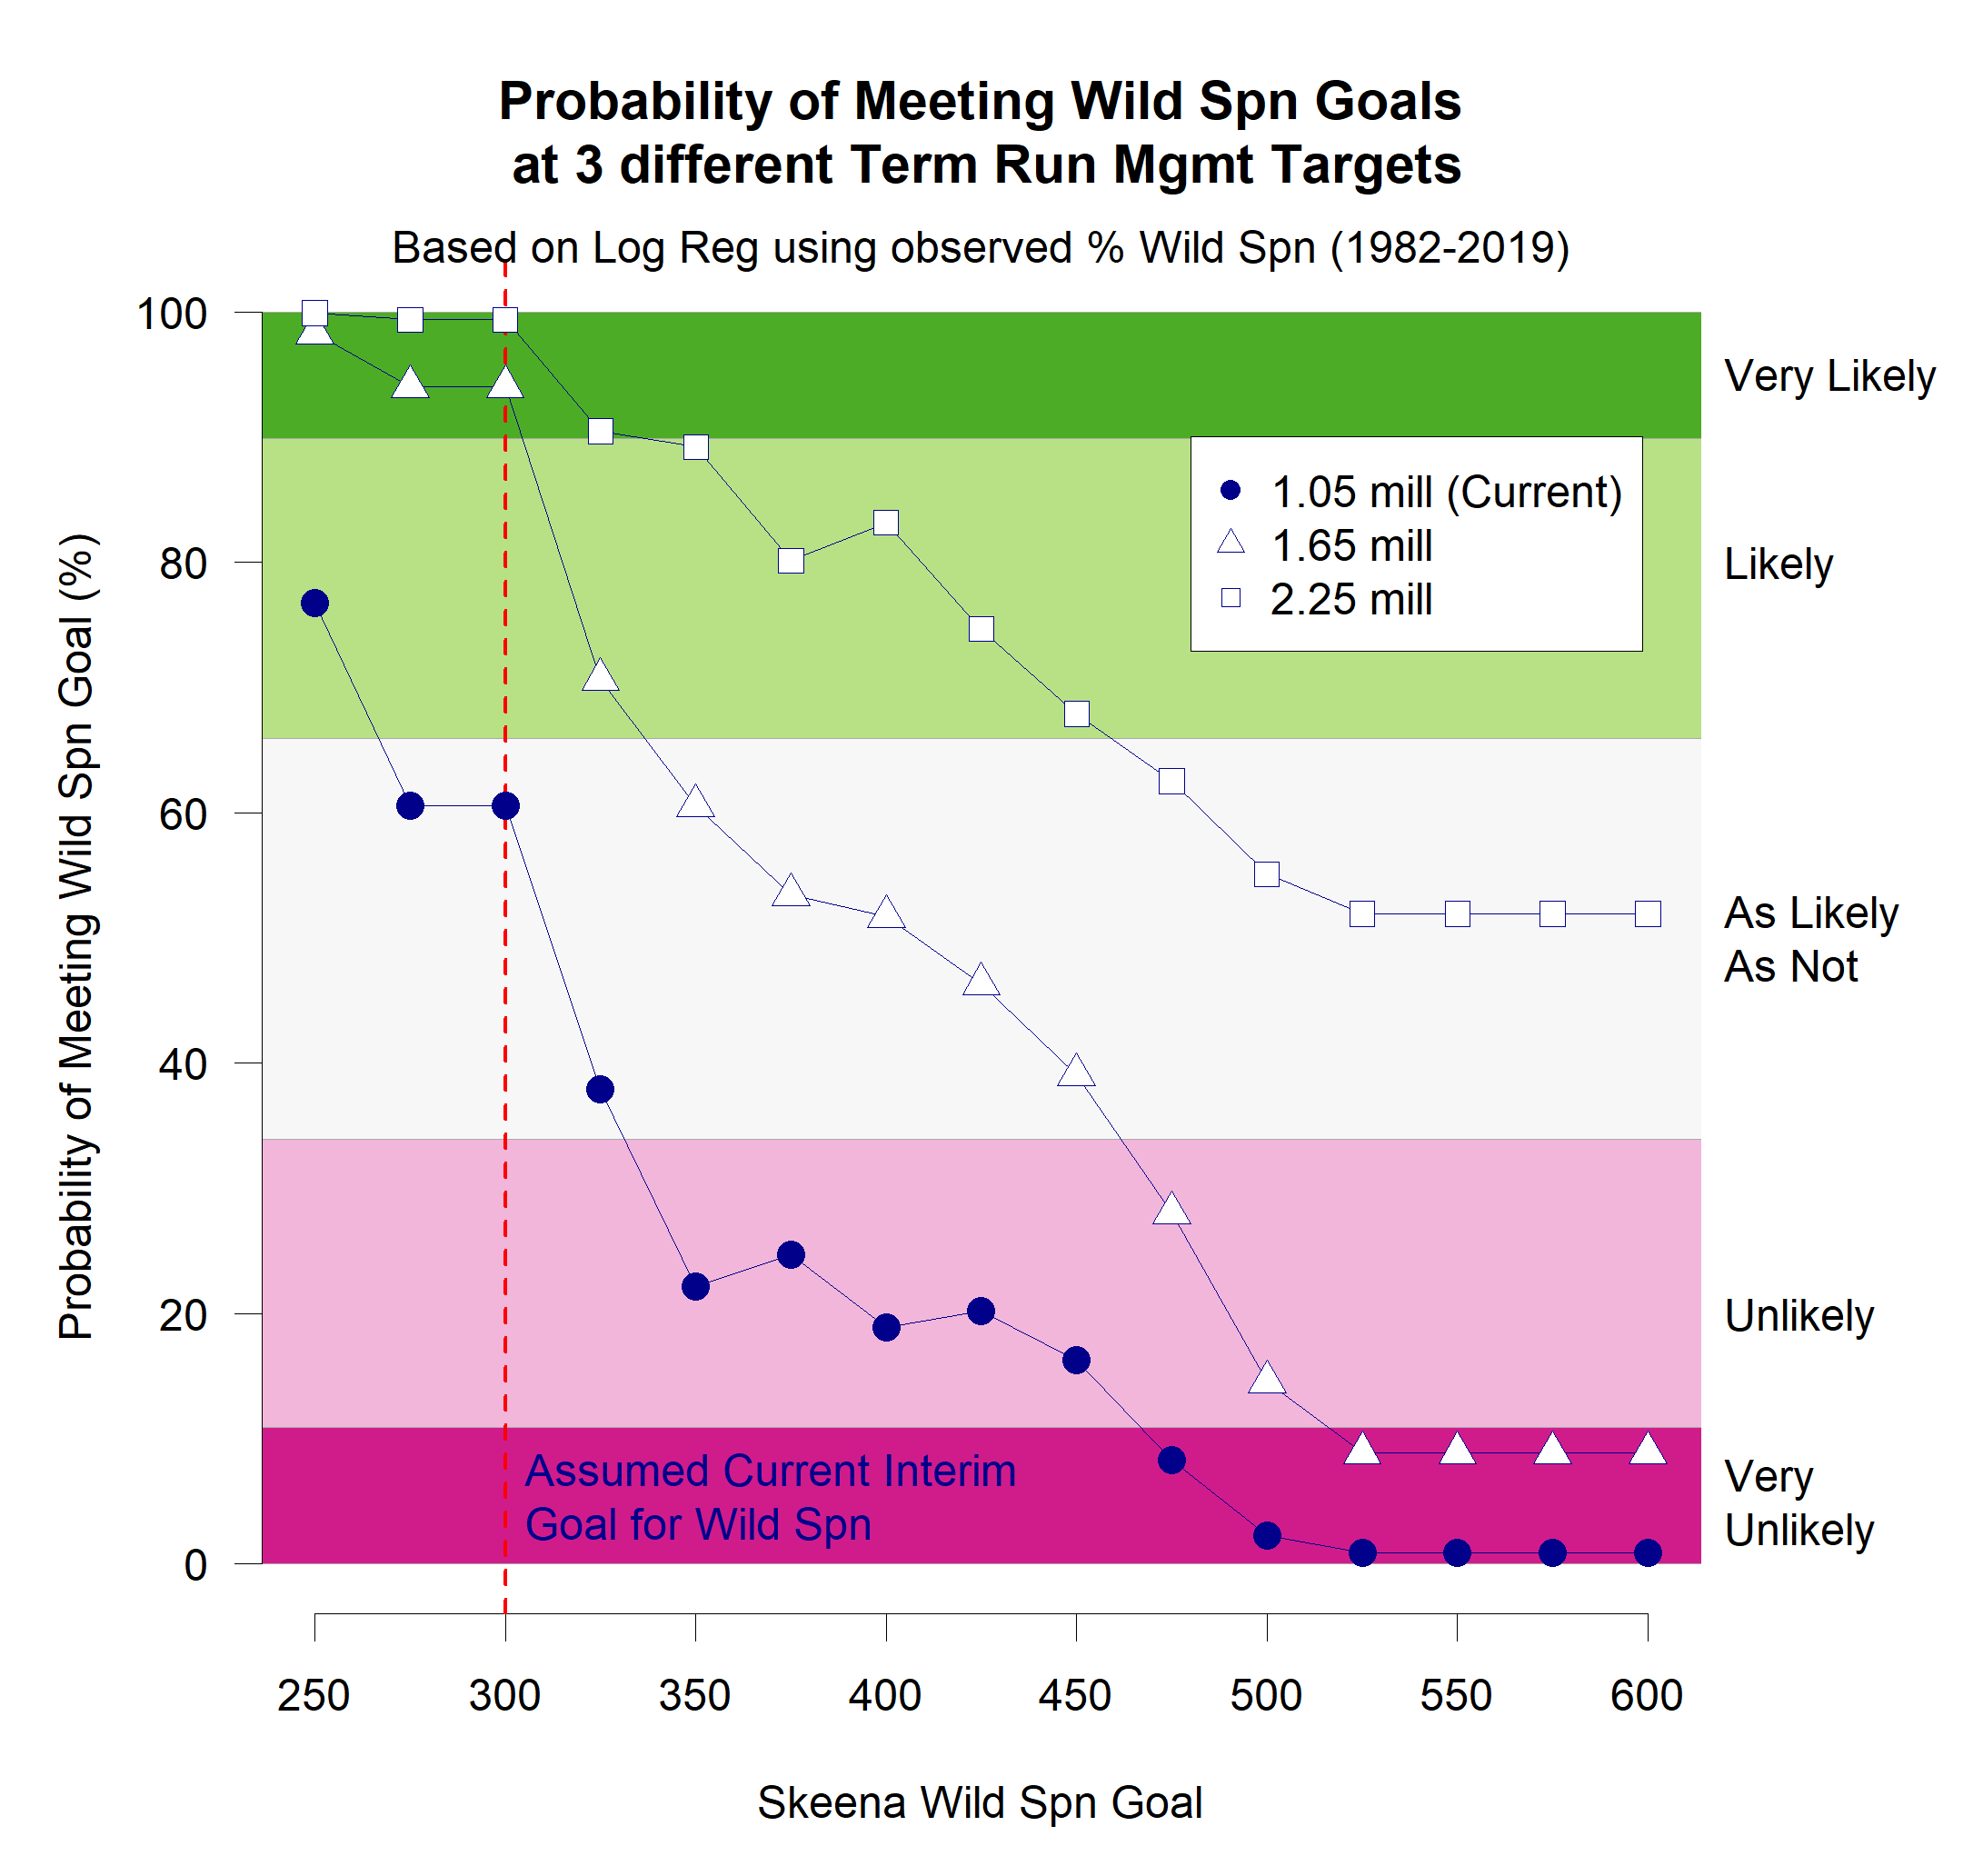 Probability of Meeting Wild Spn Goals
at 3 different Term Run Mgmt Targets
Based on Log Reg using observed % Wild Spn (1982-2019)
Probability of Meeting Wild Spn Goal (%)
100
80
60
40
20
0
Very Likely
Likely
As Likely
As Not
Unlikely
Very
Unlikely
1.05 mill (Current)
1.65 mill
2.25 mill
Assumed Current Interim
Goal for Wild Spn
250 300 350 400 450 500 550 600
Skeena Wild Spn Goal